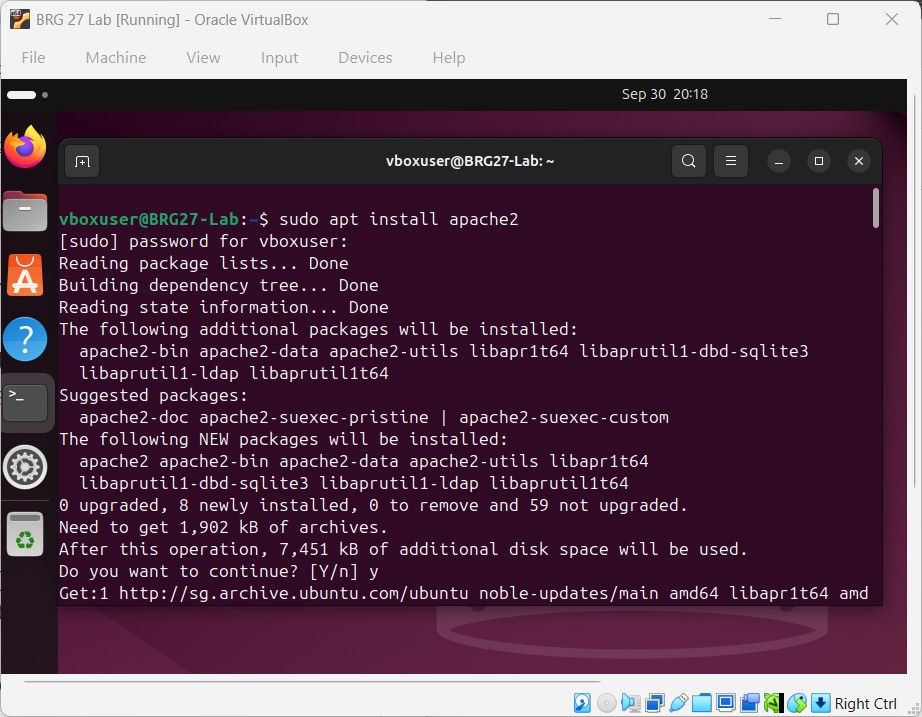 BRG 27 Lab [Running] - Oracle VirtualBox
File Machine View Input Devices Help
Sep 30 20:18
vboxuser@BRG27-Lab: ~
vboxuser@BRG27-Lab:~$ sudo apt install apache2
[sudo] password for vboxuser:
Reading package lists... Done
Building dependency tree... Done
Reading state information... Done
The following additional packages will be installed:
apache2-bin apache2-data apache2-utils libapr1t64 libaprutil1-dbd-sqlite3
libaprutil1-ldap libaprutil1t64
Suggested packages:
apache2-doc apache2-suexec-pristine | apache2-suexec-custom
The following NEW packages will be installed:
apache2 apache2-bin apache2-data apache2-utils libapr1t64
libaprutil1-dbd-sqlite3 libaprutil1-ldap libaprutil1t64
0 upgraded, 8 newly installed, 0 to remove and 59 not upgraded.
Need to get 1,902 kB of archives.
After this operation, 7,451 kB of additional disk space will be used.
Do you want to continue? [Y/n] y
Get:1 http://sg.archive.ubuntu.com/ubuntu noble-updates/main amd64 libapr1t64 amd
Right Ctrl